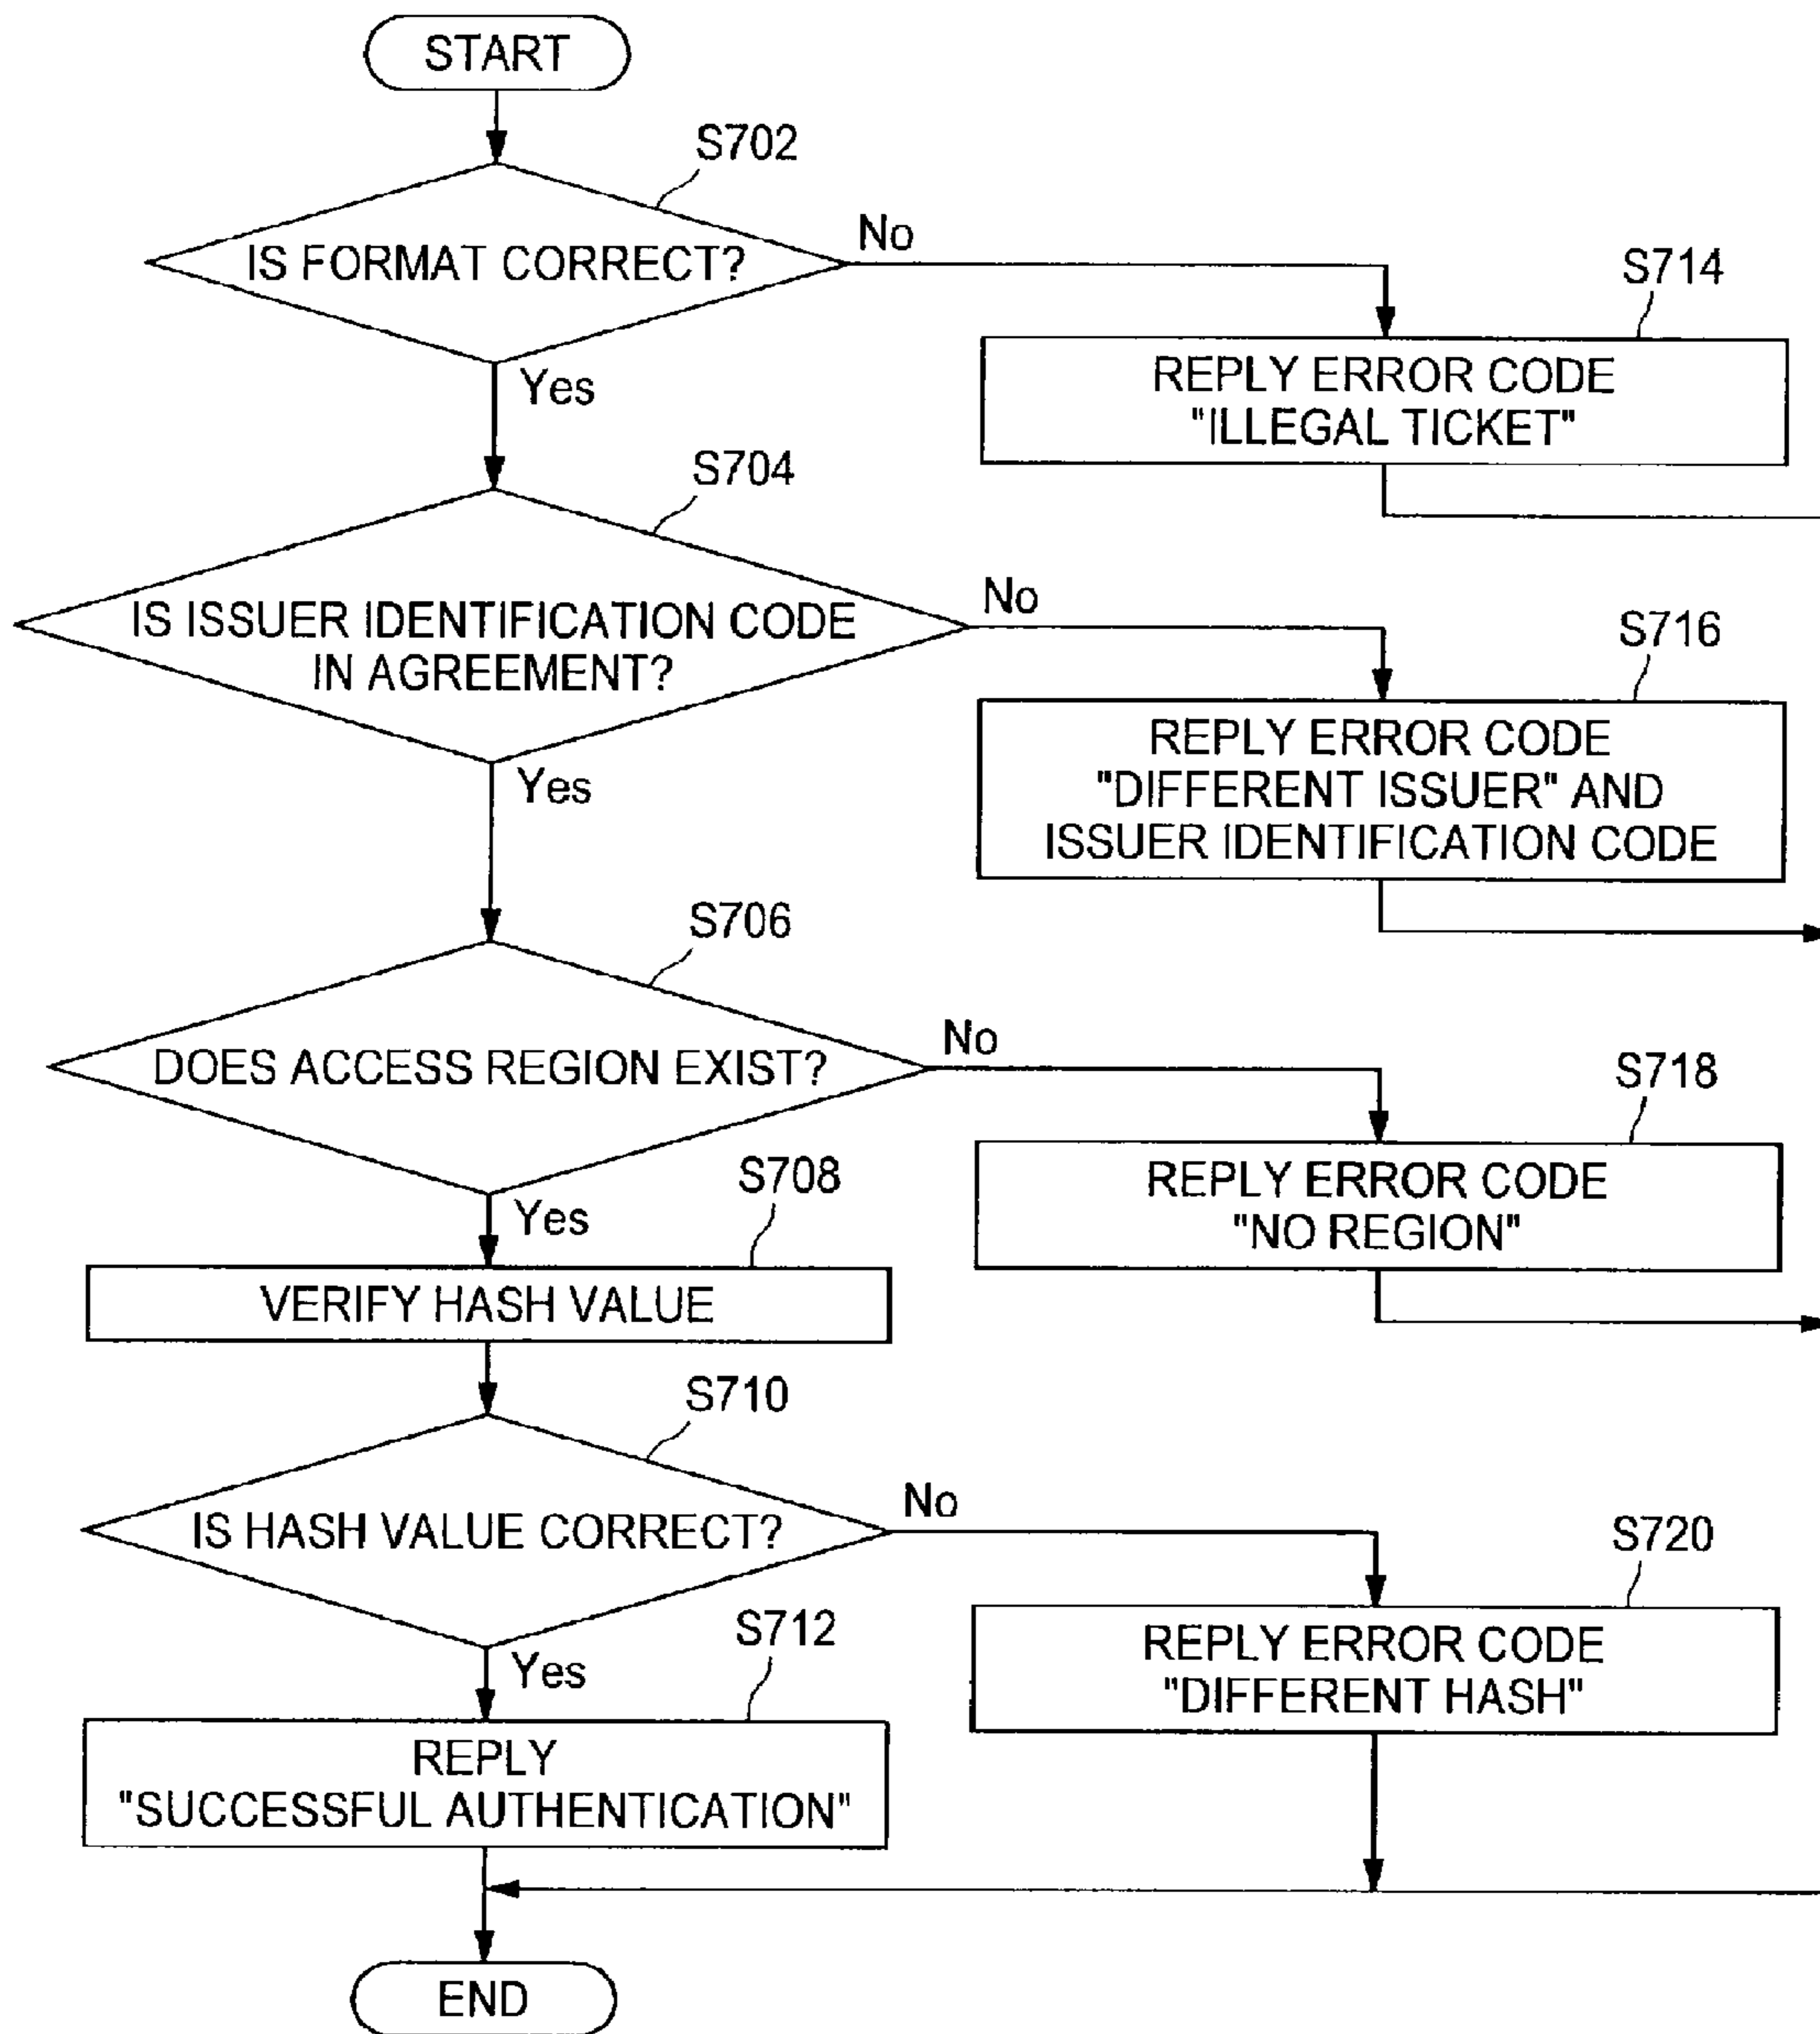 START
S702
IS FORMAT CORRECT?
No
S714
REPLY ERROR CODE
"ILLEGAL TICKET"
Yes
S704
IS ISSUER IDENTIFICATION CODE
IN AGREEMENT?
No
S716
REPLY ERROR CODE
"DIFFERENT ISSUER" AND
ISSUER IDENTIFICATION CODE
Yes
S706
DOES ACCESS REGION EXIST?
No
S718
REPLY ERROR CODE
"NO REGION"
Yes
S708
VERIFY HASH VALUE
S710
IS HASH VALUE CORRECT?
No
S720
REPLY ERROR CODE
"DIFFERENT HASH"
Yes
S712
REPLY
"SUCCESSFUL AUTHENTICATION"
END